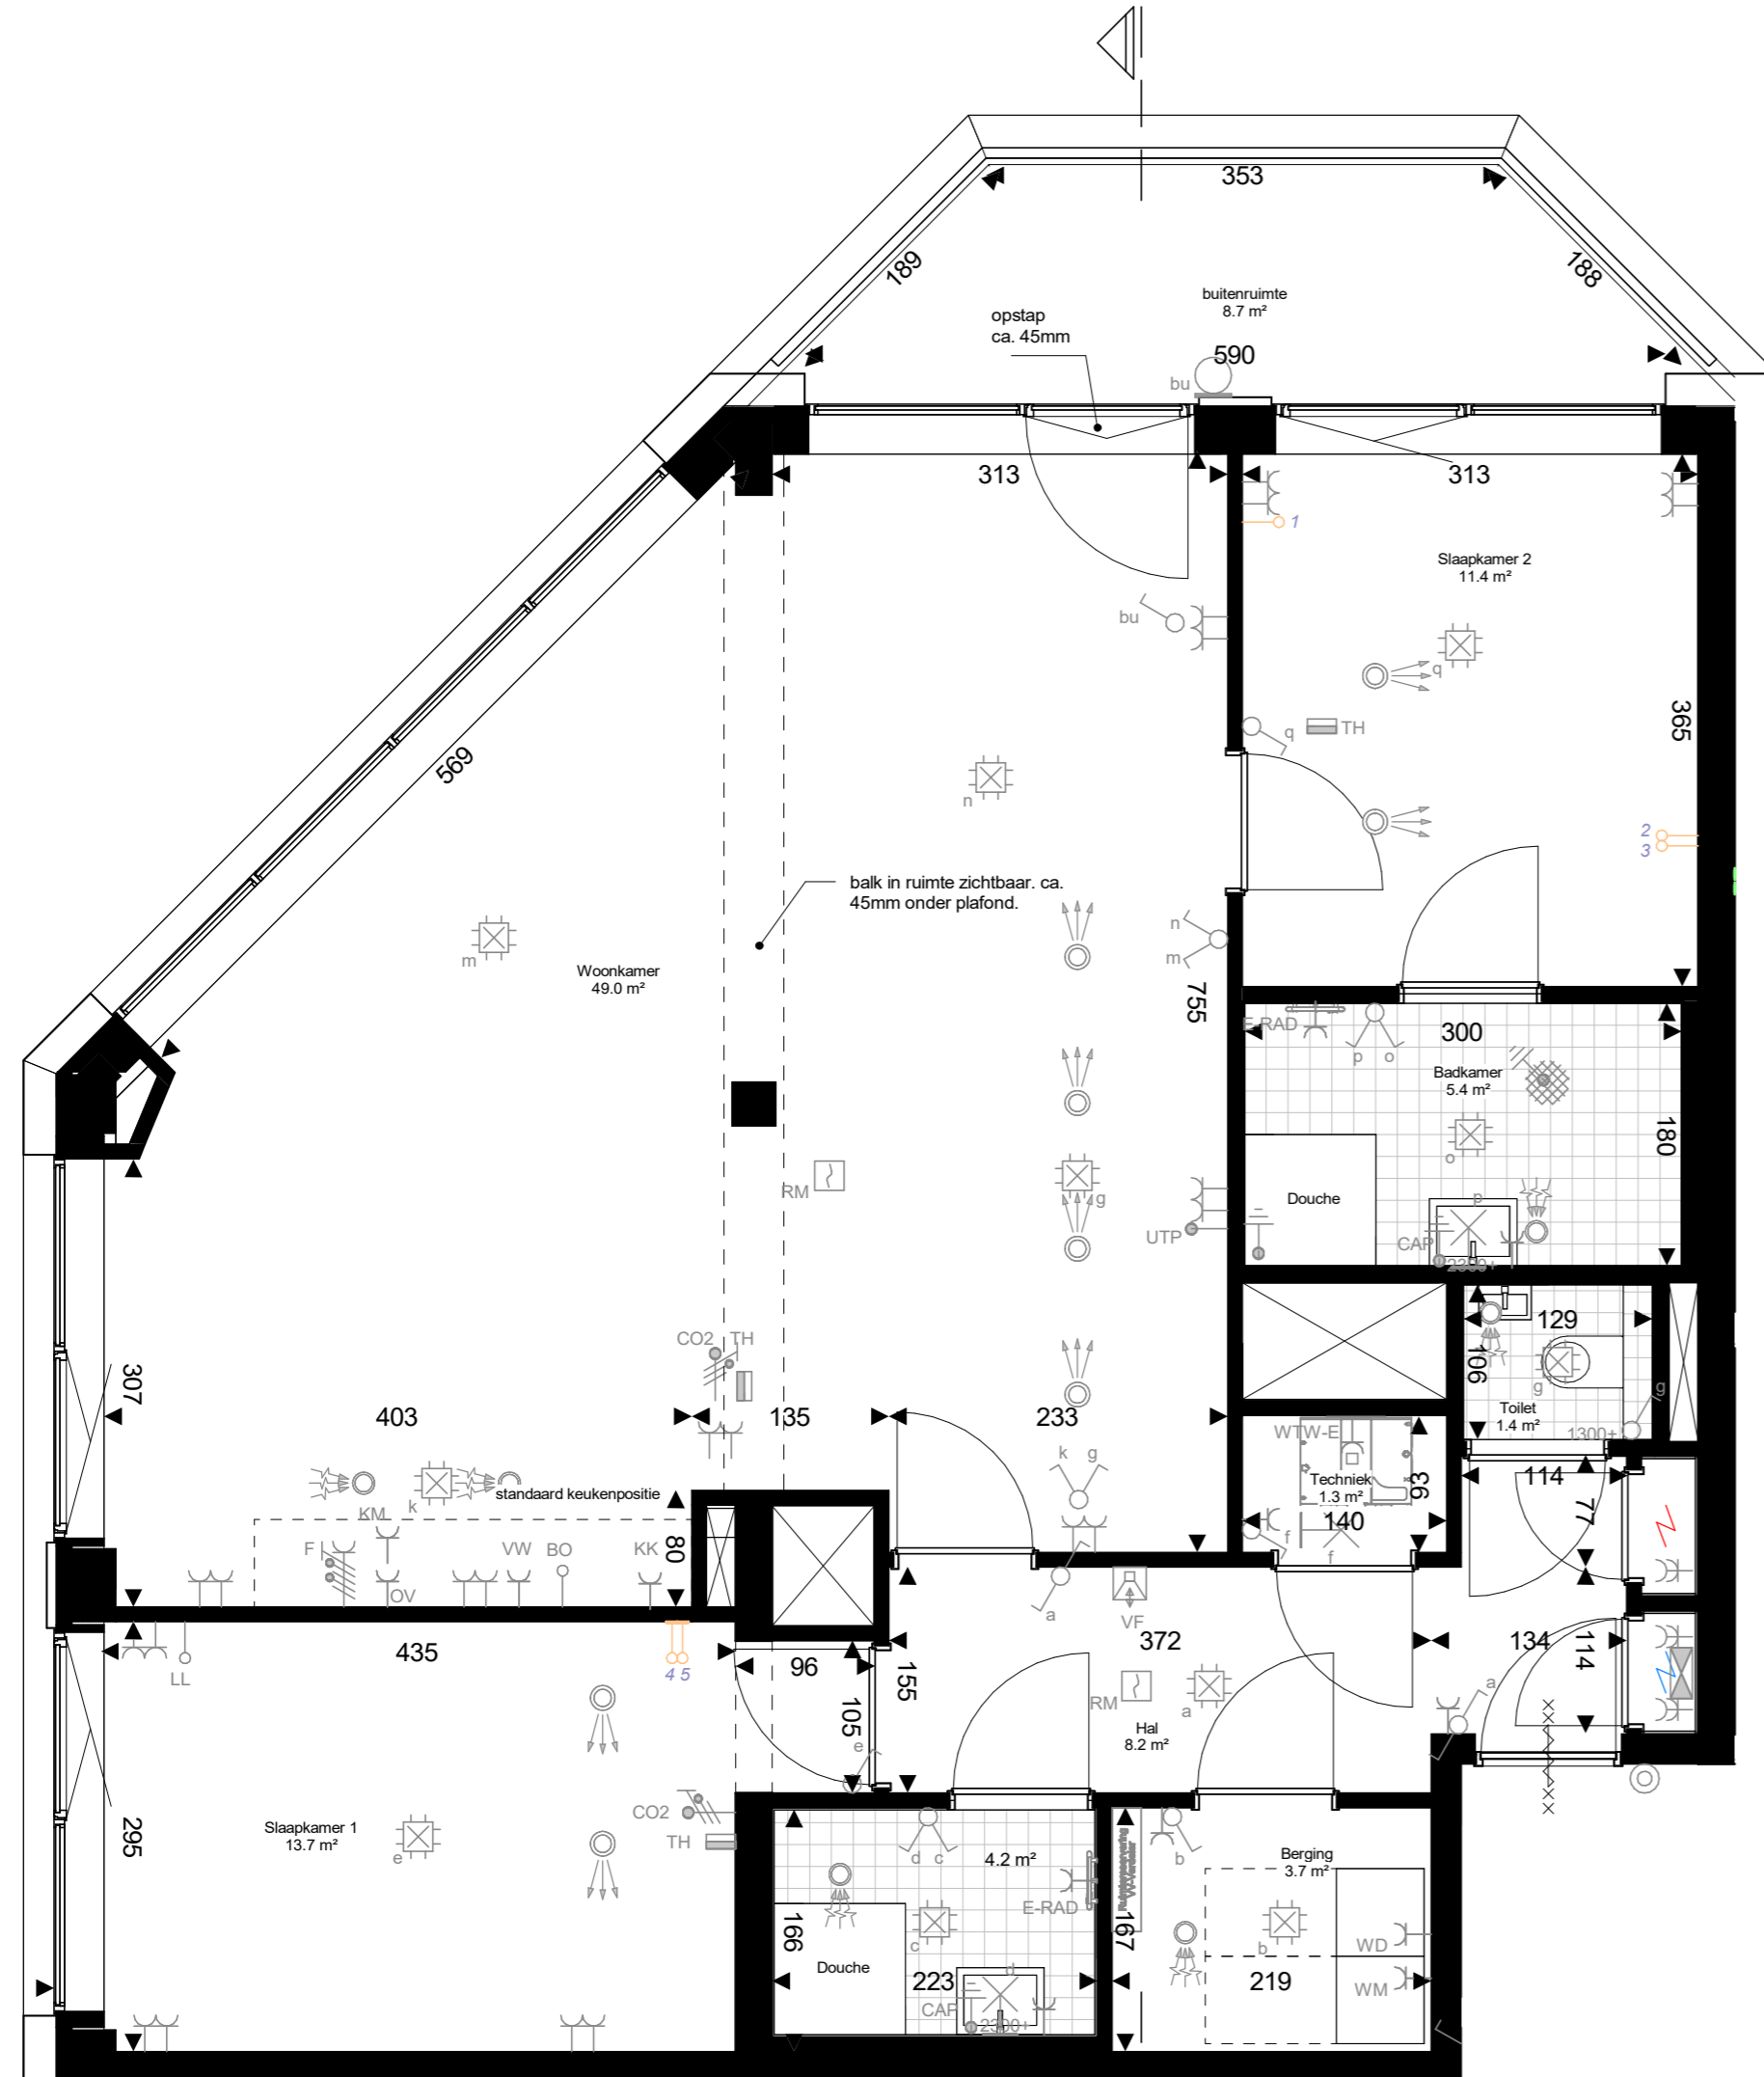 353
189
188
buitenruimte
8.7 m²
opstap
ca. 45mm
590
bu
313
313
1
Slaapkamer 2
11.4 m²
bu
q
q
TH
365
569
n
2
3
balk in ruimte zichtbaar. ca.
45mm onder plafond.
m
n
m
Woonkamer
49.0 m²
755
E-RAD
300
p
o
Badkamer
5.4 m²
180
o
RM
g
Douche
p
UTP
CAP
2300+
129
106
g
g
Toilet
1.4 m²
1300+
CO2
TH
307
403
135
233
WTW-E
Techniek
1.3 m²
93
140
114
77
k
g
k
standaard keukenpositie
KM
F
VW
BO
KK
OV
80
f
f
a
VF
372
134
114
435
LL
4 5
96
155
105
e
RM
a
a
Hal
8.2 m²
CO2
TH
Slaapkamer 1
13.7 m²
295
e
d
c
4.2 m²
E-RAD
166
c
Douche
223
d
CAP
2300+
b
Berging
3.7 m²
167
b
219
WD
WM